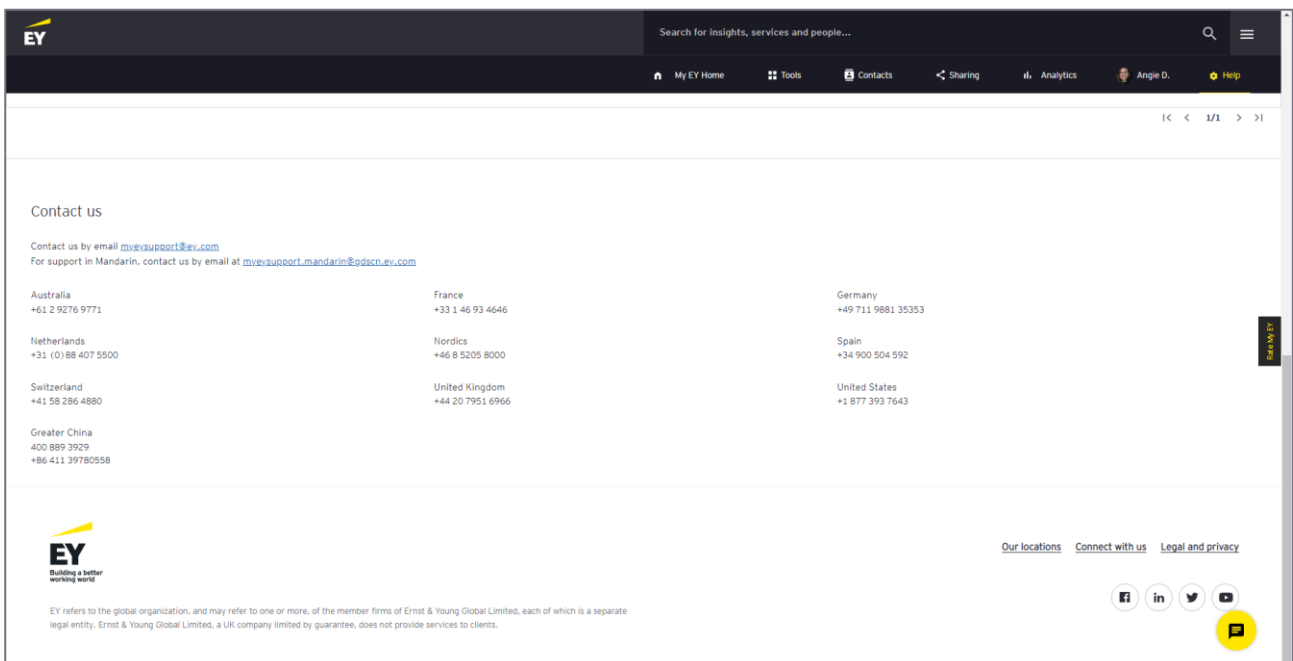 EY
Search for insights, services and people...
My EY Home Tools Contacts Sharing Analytics Angie D. Help
1/1
Contact us
Contact us by email myeysupport@ey.com
For support in Mandarin, contact us by email at myeysupport.mandarin@gdscn.ey.com
Australia France Germany
+61 2 9276 9771 +33 1 46 93 4646 +49 711 9881 35353
Rate My EY
Netherlands Nordics Spain
+31 (0)88 407 5500 +46 8 5205 8000 +34 900 504 592
Switzerland United Kingdom United States
+41 58 286 4880 +44 20 7951 6966 +1 877 393 7643
Greater China
400 889 3929
+86 411 39780558
EY
Building a better
working world
Our locations Connect with us Legal and privacy
EY refers to the global organization, and may refer to one or more, of the member firms of Ernst & Young Global Limited, each of which is a separate
legal entity. Ernst & Young Global Limited, a UK company limited by guarantee, does not provide services to clients.